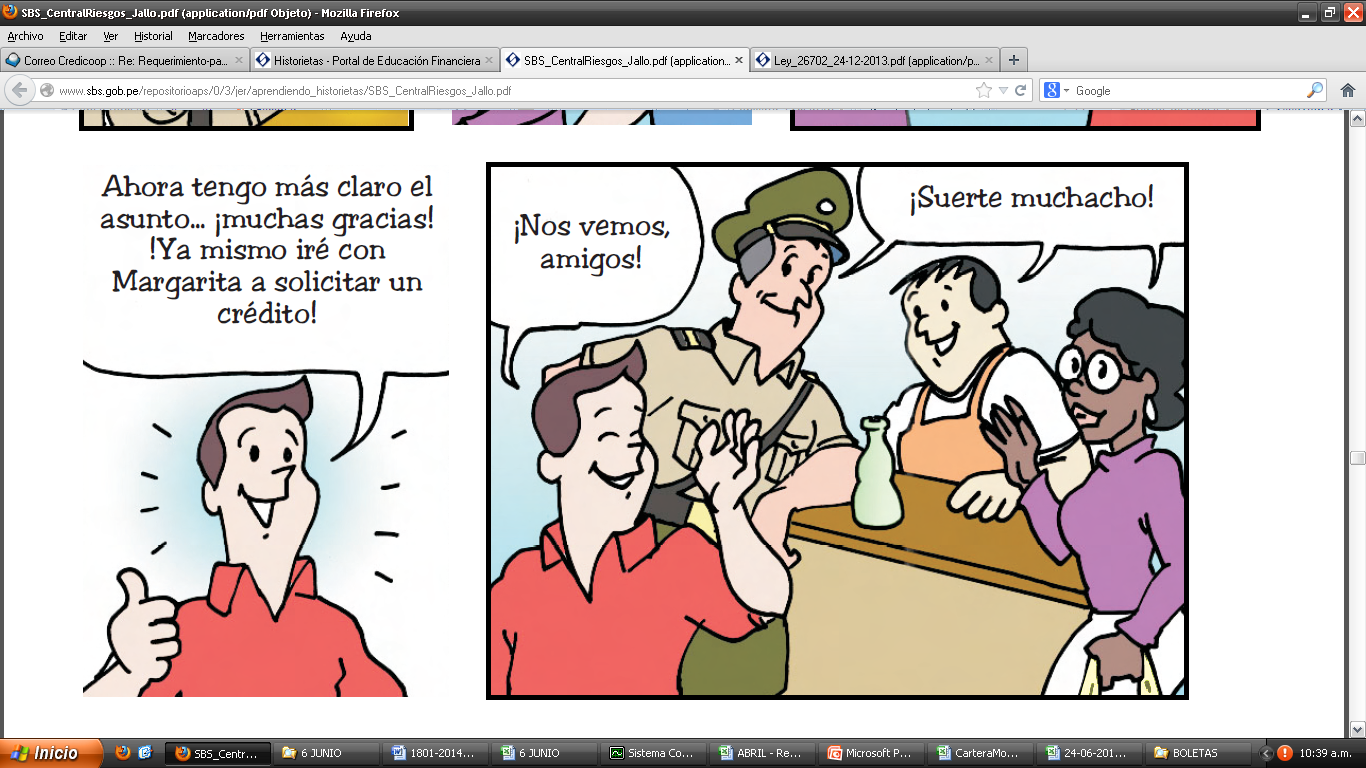 SBS_CentralRiesgos_Jallo.pdf (application/pdf Objeto) - Mozilla Firefox
Archivo Editar Ver Historial Marcadores Herramientas Ayuda
Correo Credicoop :: Re: Requerimiento-pa...
Historietas - Portal de Educación Financiera
SBS_CentralRiesgos_Jallo.pdf (application...
Ley_26702_24-12-2013.pdf (application/p...
www.sbs.gob.pe/repositorioaps/0/3/jer/aprendiendo_historietas/SBS_CentralRiesgos_Jallo.pdf
Google
Ahora tengo más claro el
asunto... ¡muchas gracias!
!Ya mismo iré con
Margarita a solicitar un
crédito!
¡Nos vemos,
amigos!
¡Suerte muchacho!
Inicio
SBS_Centr...
6 JUNIO
1801-2014...
6 JUNIO
Sistema Co...
ABRIL - Re...
Microsoft P...
CarteraMo...
24-06-201...
BOLETAS
10:39 a.m.